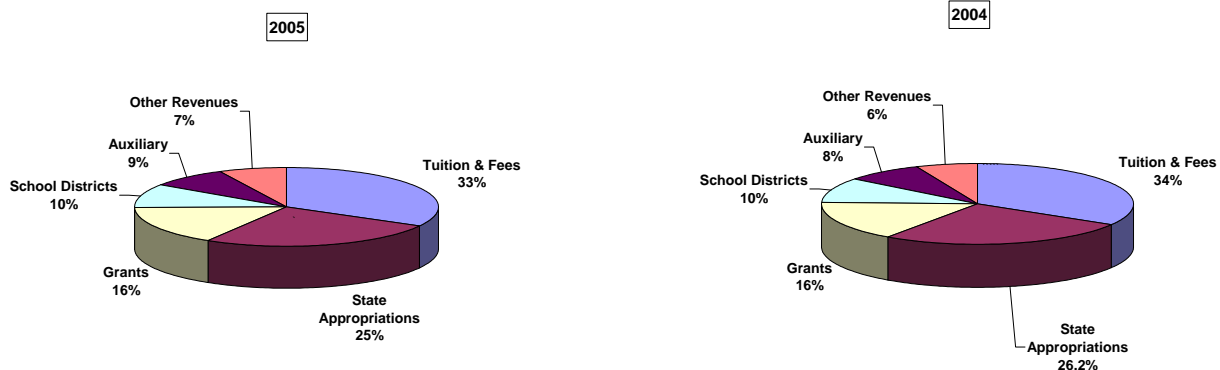 2005
Other Revenues
7%
Auxiliary
9%
School Districts
10%
Grants
16%
State
Appropriations
25%
Tuition & Fees
33%
2004
Other Revenues
6%
Auxiliary
8%
School Districts
10%
Grants
16%
State
Appropriations
26.2%
Tuition & Fees
34%